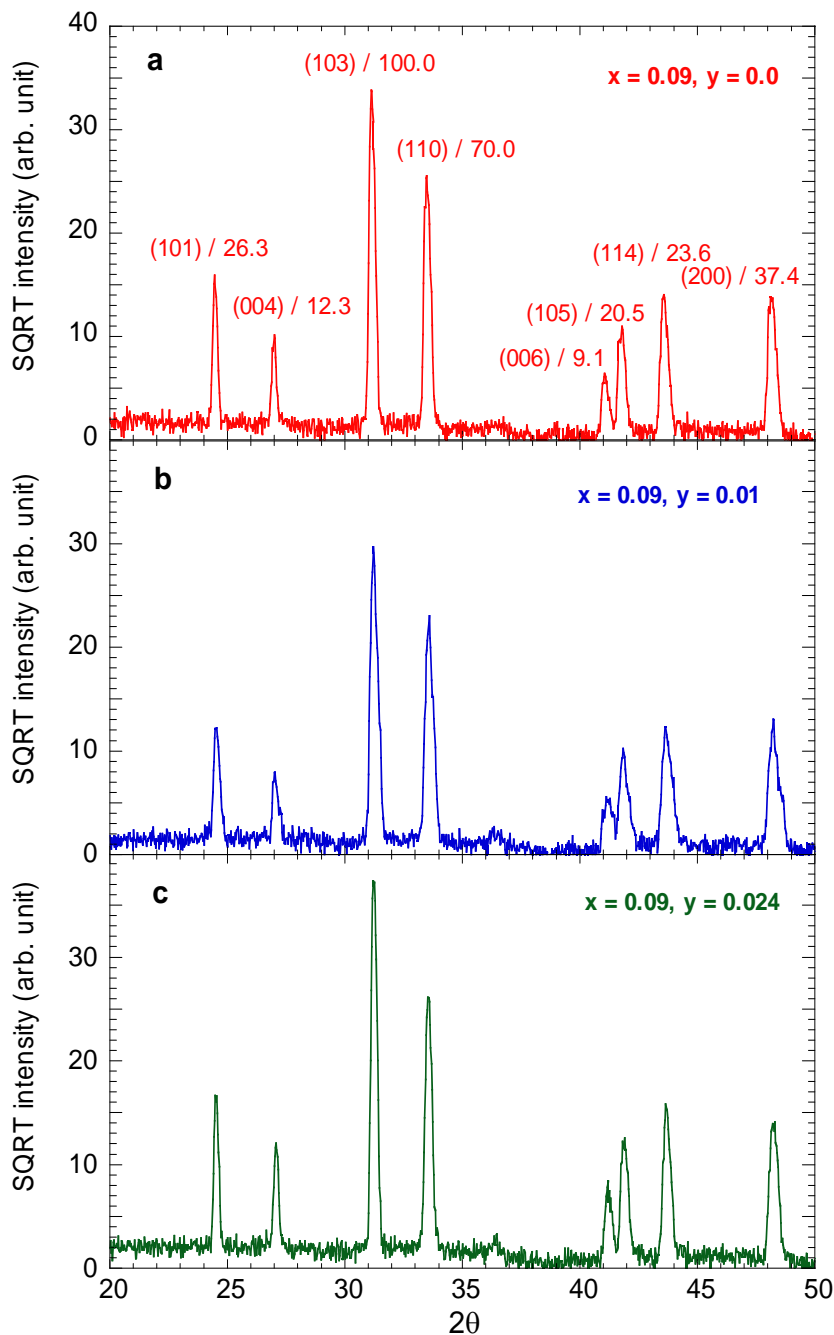 40
a
(103) / 100.0
x = 0.09, y = 0.0
30
(110) / 70.0
SQRT intensity (arb. unit)
20
(101) / 26.3
(114) / 23.6
(004) / 12.3
(200) / 37.4
(105) / 20.5
10
(006) / 9.1
0
b
x = 0.09, y = 0.01
30
SQRT intensity (arb. unit)
20
10
0
c
x = 0.09, y = 0.024
30
SQRT intensity (arb. unit)
20
10
0
20 25 30 35 40 45 50
2θ